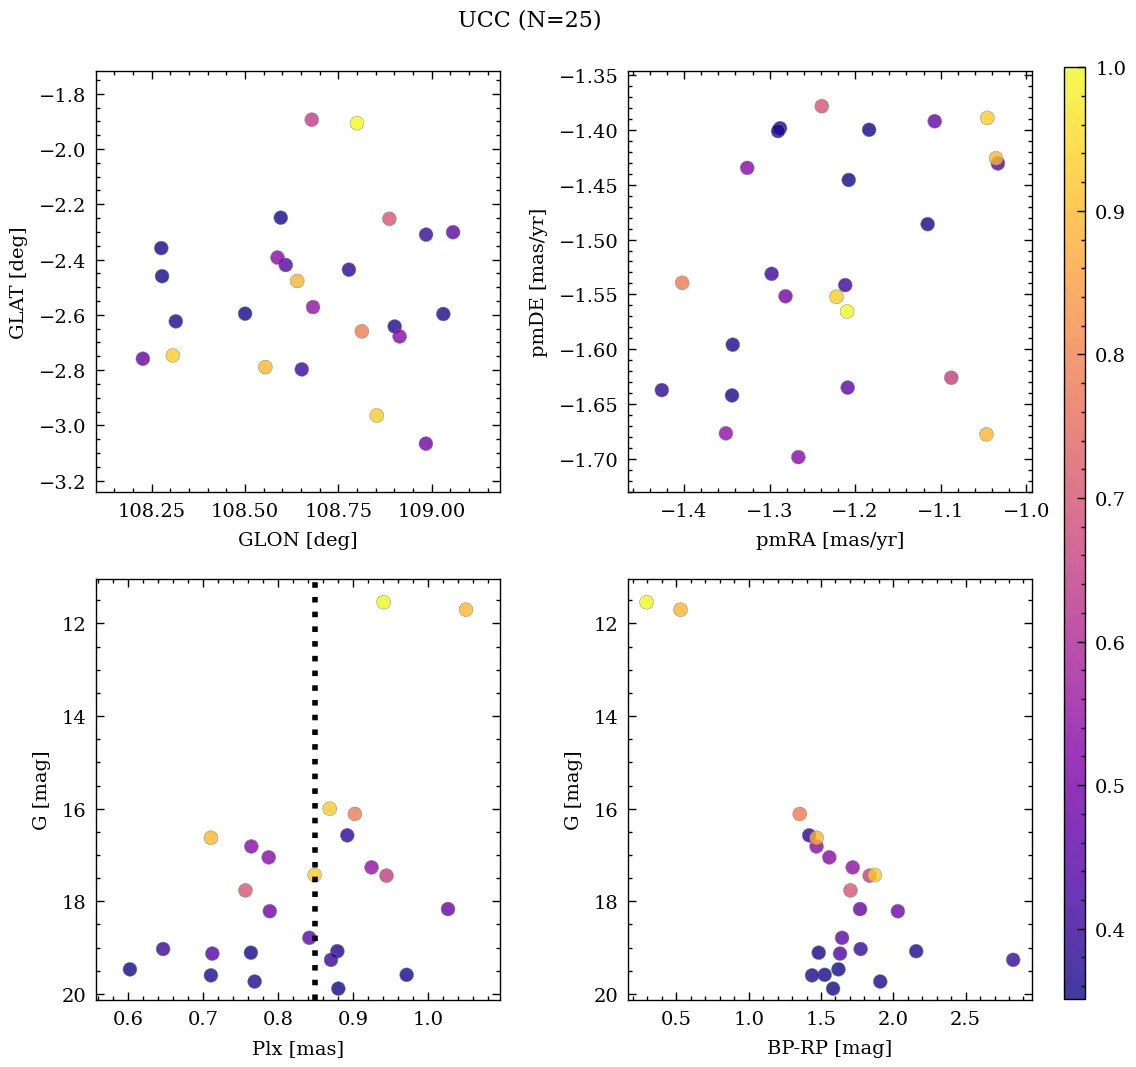 UCC (N=25)
−1.8
−2.0
−2.2
−2.4
−2.6
−2.8
−3.0
−3.2
GLAT [deg]
108.25 108.50 108.75 109.00
GLON [deg]
−1.35
−1.40
−1.45
−1.50
−1.55
−1.60
−1.65
−1.70
pmDE [mas/yr]
−1.4 −1.3 −1.2 −1.1 −1.0
pmRA [mas/yr]
12
14
16
18
20
G [mag]
0.6 0.7 0.8 0.9 1.0
Plx [mas]
12
14
16
18
20
G [mag]
0.5 1.0 1.5 2.0 2.5
BP-RP [mag]
1.0
0.9
0.8
0.7
0.6
0.5
0.4